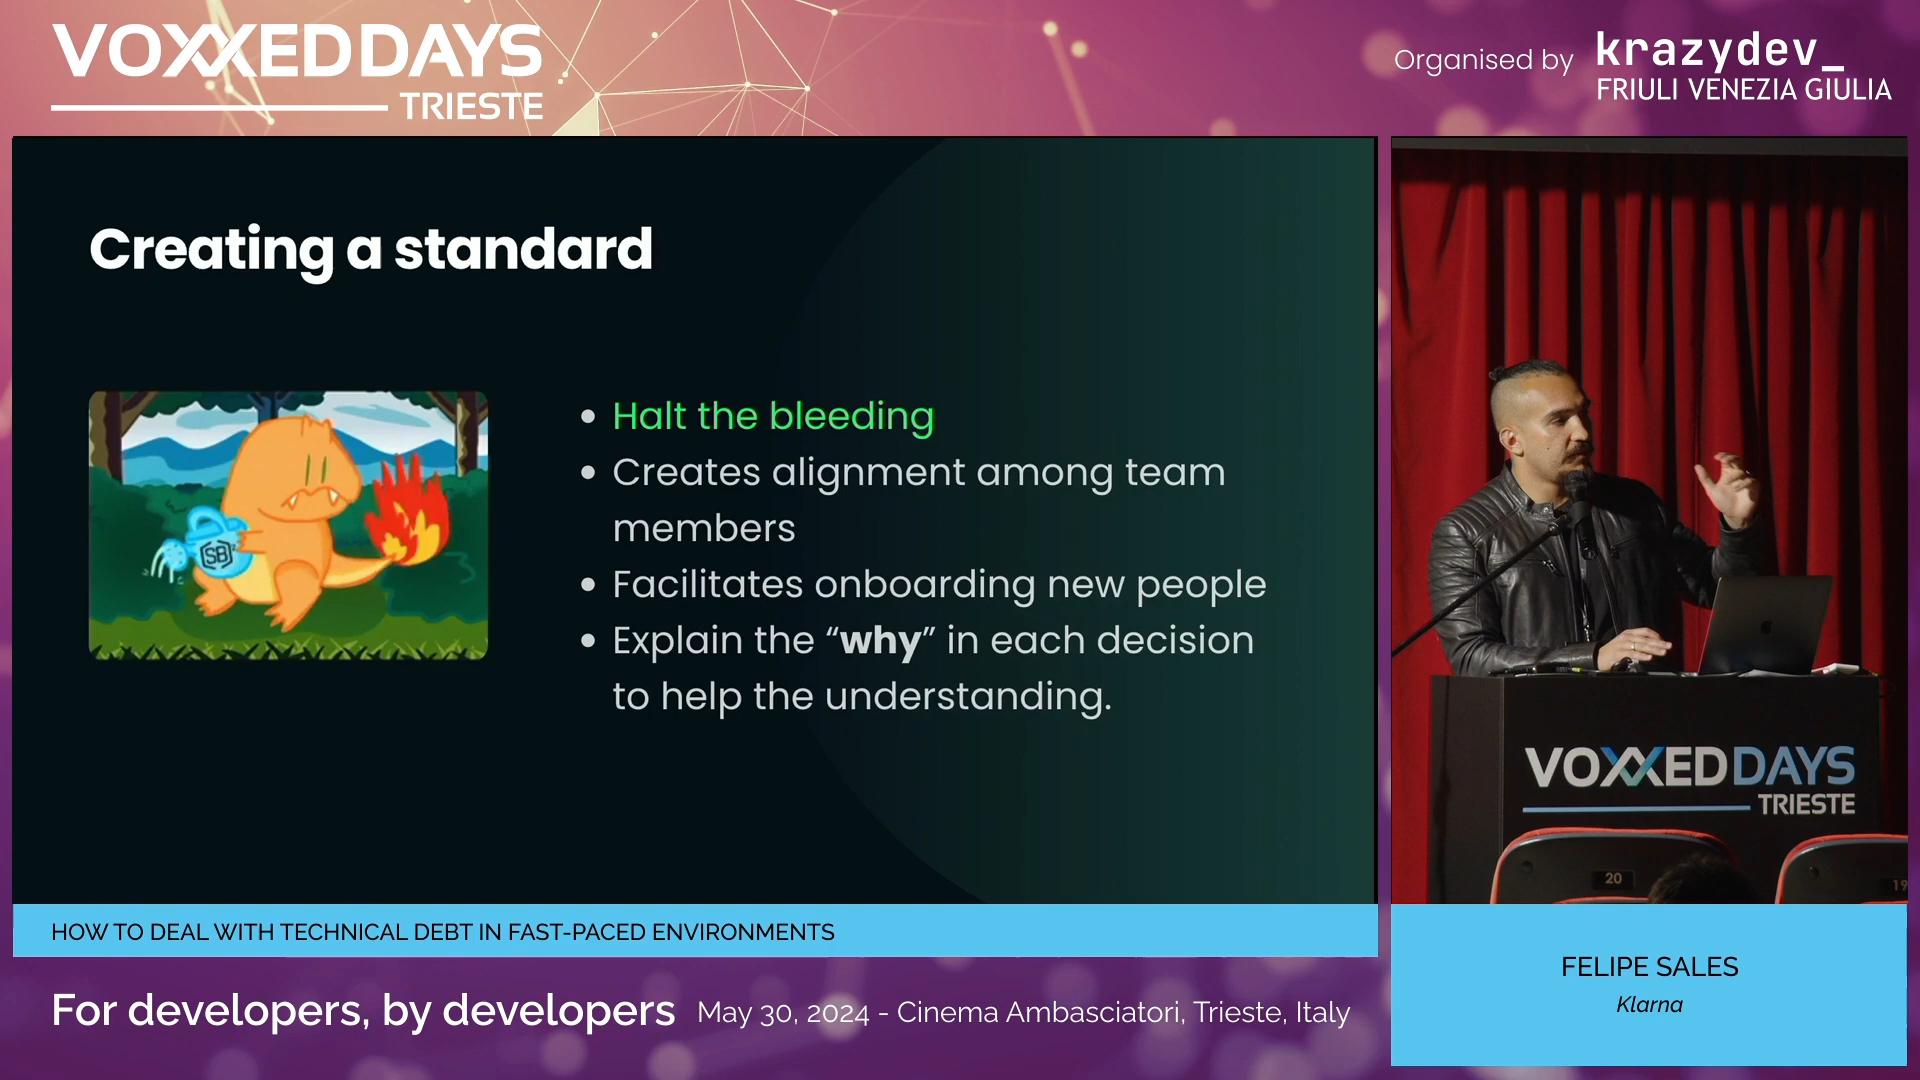 VOXXEDDAYS
TRIESTE
Organised by
krazydev_
FRIULI VENEZIA GIULIA
Creating a standard
SB
• Halt the bleeding
• Creates alignment among team
members
• Facilitates onboarding new people
• Explain the “why” in each decision
to help the understanding.
VOXXEDDAYS
TRIESTE
20
19
HOW TO DEAL WITH TECHNICAL DEBT IN FAST-PACED ENVIRONMENTS
FELIPE SALES
Klarna
For developers, by developers
May 30, 2024 - Cinema Ambasciatori, Trieste, Italy